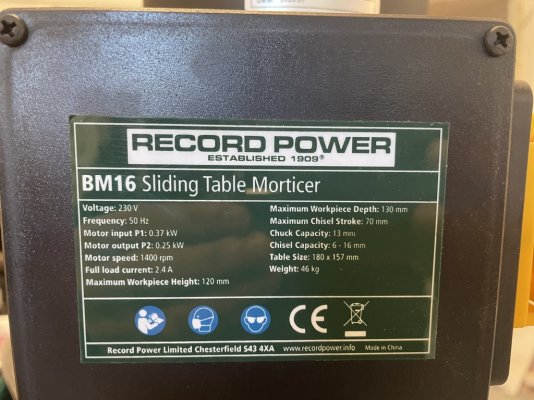 RECORD POWER
ESTABLISHED 1909®
BM16 Sliding Table Morticer
Voltage: 230 V
Frequency: 50 Hz
Motor input P1: 0.37 kW
Motor output P2: 0.25 kW
Motor speed: 1400 rpm
Full load current: 2.4 A
Maximum Workpiece Height: 120 mm
Maximum Workpiece Depth: 130 mm
Maximum Chisel Stroke: 70 mm
Chuck Capacity: 13 mm
Chisel Capacity: 6 - 16 mm
Table Size: 180 x 157 mm
Weight: 46 kg
CE
Record Power Limited Chesterfield S43 4XA www.recordpower.info Made in China